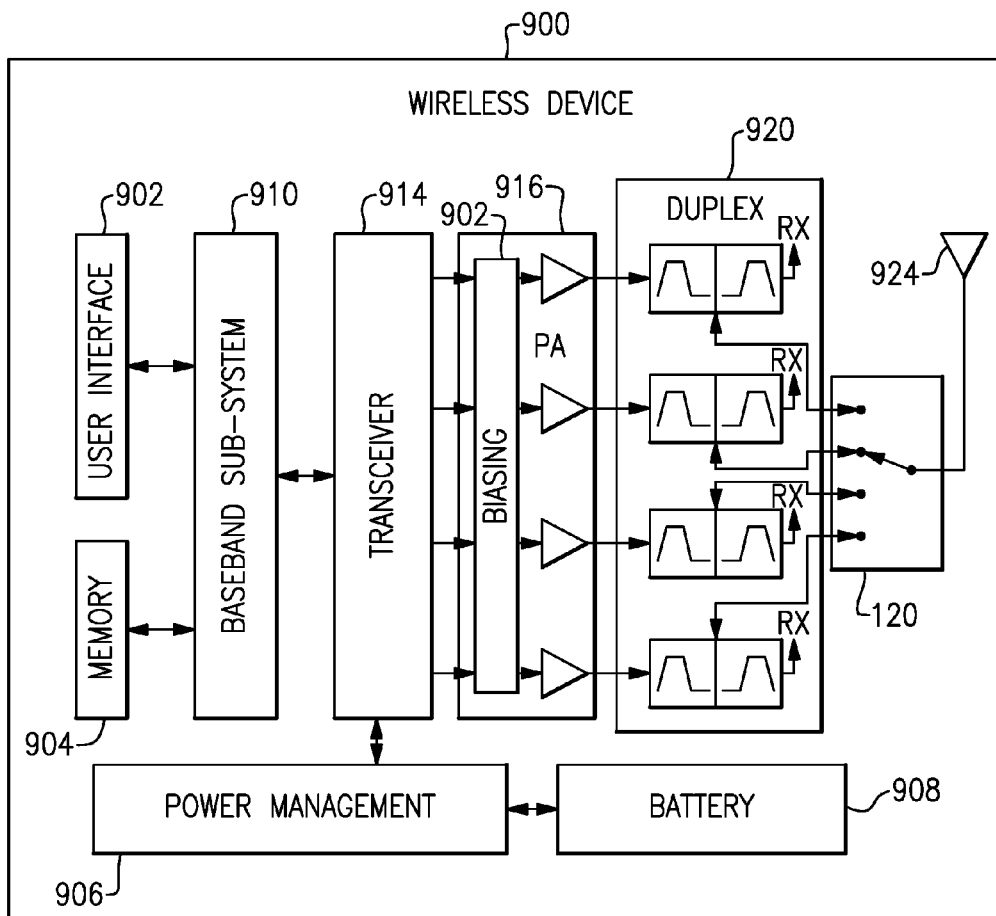 900
WIRELESS DEVICE
920
902
910
914
916
902
DUPLEX
RX
924
USER INTERFACE
BASEBAND SUB-SYSTEM
TRANSCEIVER
BIASING
PA
RX
RX
RX
120
MEMORY
904
POWER MANAGEMENT
BATTERY
908
906